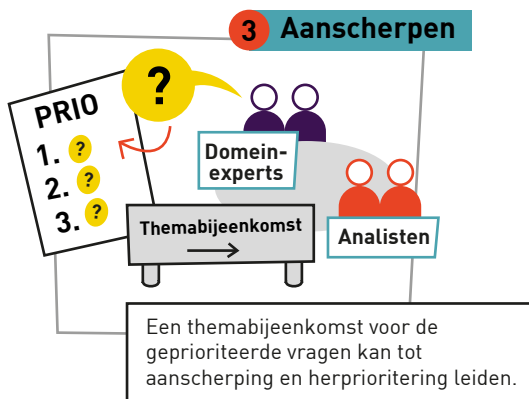 3 Aanscherpen
?
PRIO
1. ?
2. ?
3. ?
Domein-
experts
Themabijeenkomst
Analisten
Een themabijeenkomst voor de
geprioriteerde vragen kan tot
aanscherping en herprioritering leiden.